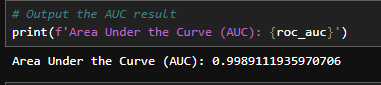 # Output the AUC result
print(f'Area Under the Curve (AUC): {roc_auc}')
Area Under the Curve (AUC): 0.9989111935970706